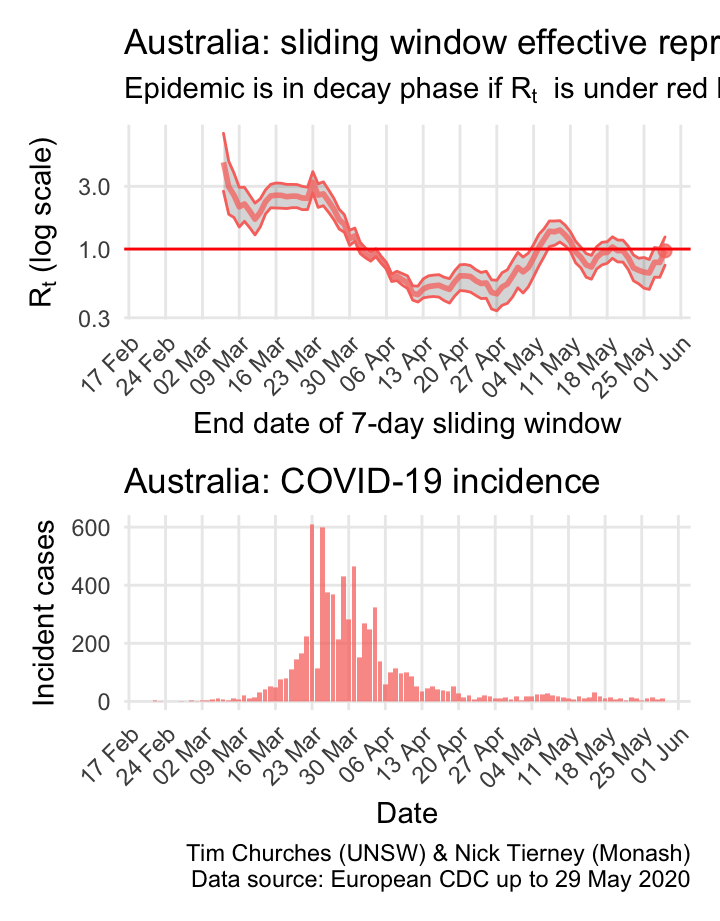 Australia: sliding window effective repr
Epidemic is in decay phase if Rt is under red
3.0
1.0
0.3
Rt (log scale)
17 Feb
24 Feb
02 Mar
09 Mar
16 Mar
23 Mar
30 Mar
06 Apr
13 Apr
20 Apr
27 Apr
04 May
11 May
18 May
25 May
01 Jun
End date of 7-day sliding window
Australia: COVID-19 incidence
600
400
200
0
Incident cases
17 Feb
24 Feb
02 Mar
09 Mar
16 Mar
23 Mar
30 Mar
06 Apr
13 Apr
20 Apr
27 Apr
04 May
11 May
18 May
25 May
01 Jun
Date
Tim Churches (UNSW) & Nick Tierney (Monash)
Data source: European CDC up to 29 May 2020